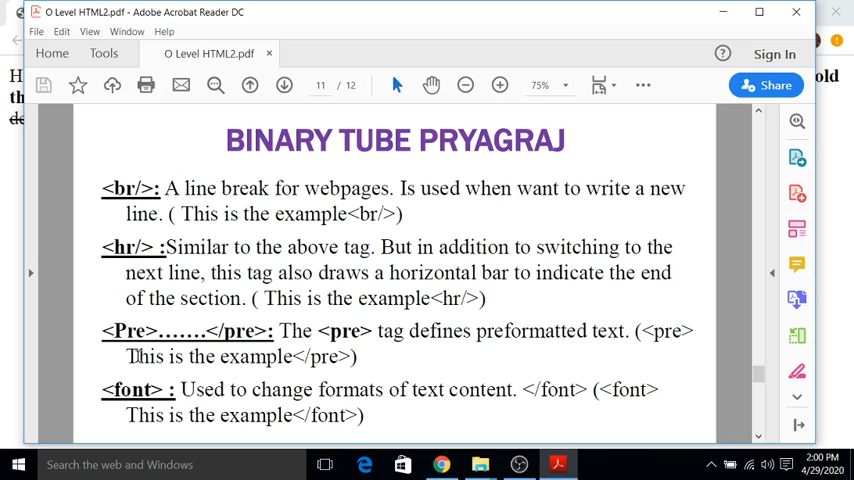 O Level HTML2.pdf - Adobe Acrobat Reader DC
File Edit View Window Help
Home Tools O Level HTML2.pdf × ? Sign In
11 / 12 75% Share
H
th
de
old
BINARY TUBE PRYAGRAJ
<br/>: A line break for webpages. Is used when want to write a new
line. ( This is the example<br/>)
<hr/> :Similar to the above tag. But in addition to switching to the
next line, this tag also draws a horizontal bar to indicate the end
of the section. ( This is the example<hr/>)
<Pre>.......</pre>: The <pre> tag defines preformatted text. (<pre>
This is the example</pre>)
<font> : Used to change formats of text content. </font> (<font>
This is the example</font>)
Search the web and Windows
2:00 PM
4/29/2020